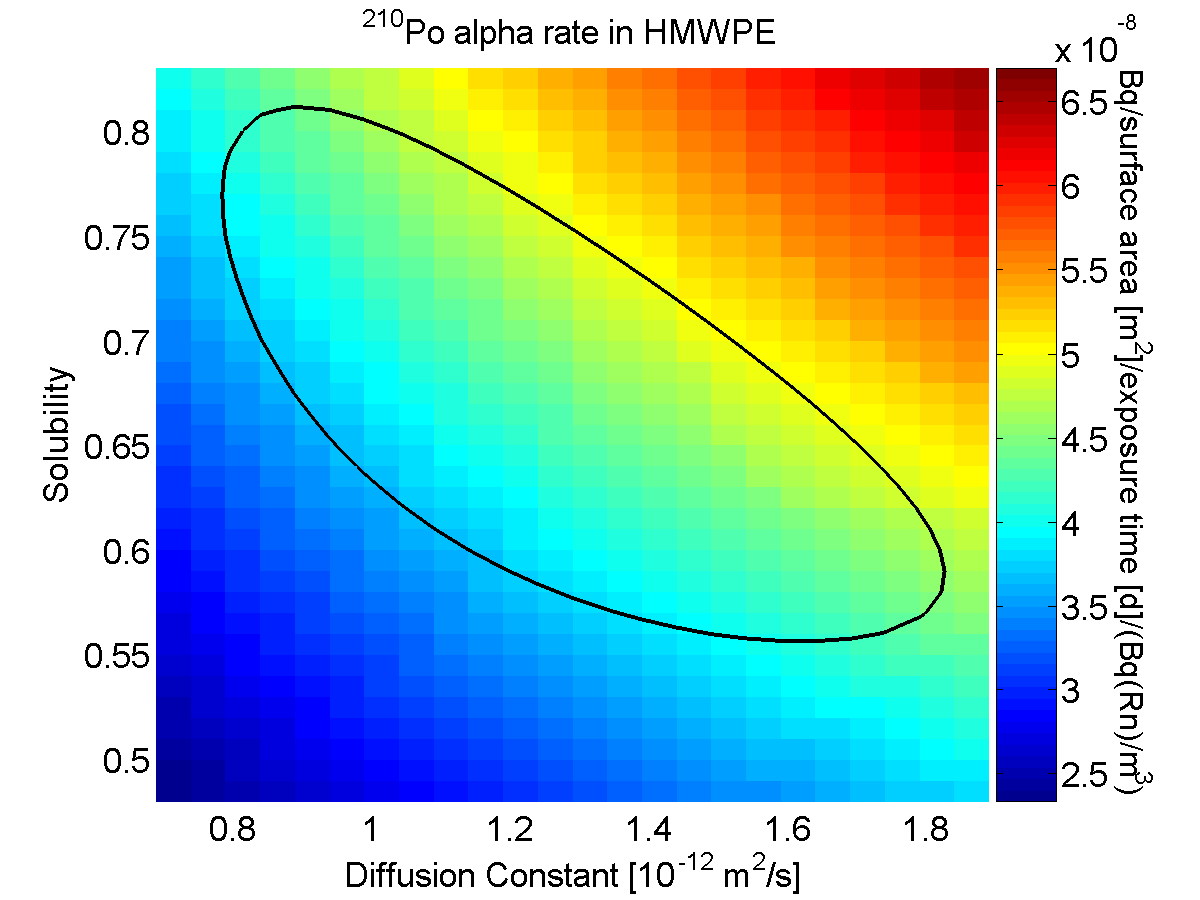 ²¹⁰Po alpha rate in HMWPE
x 10⁻⁸
Solubility
0.8
0.75
0.7
0.65
0.6
0.55
0.5
0.8 1 1.2 1.4 1.6 1.8
Diffusion Constant [10⁻¹² m²/s]
6.5
6
5.5
5
4.5
4
3.5
3
2.5
Bq/surface area [m²]/exposure time [d]/(Bq(Rn)/m³)